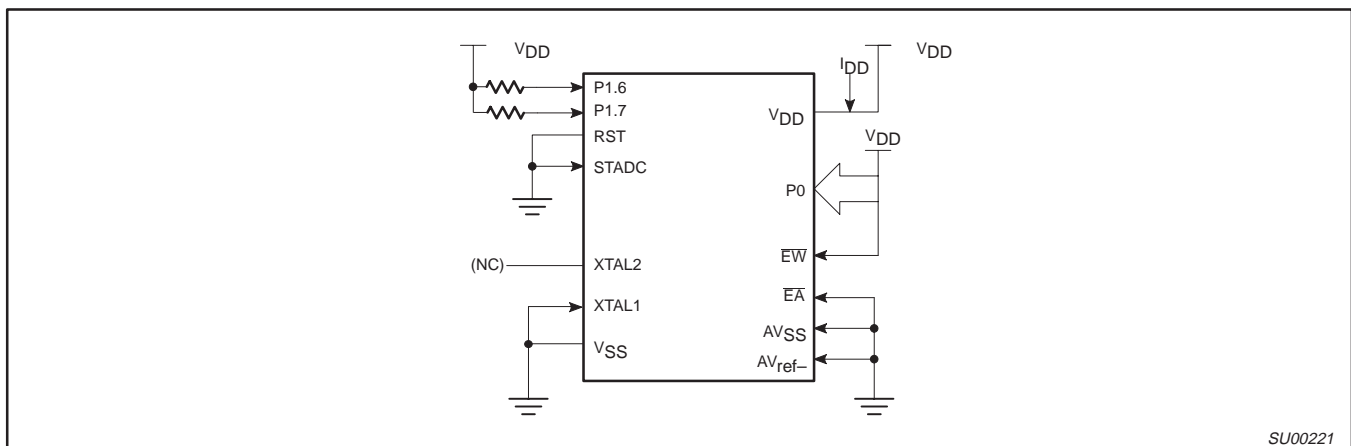 VDD
P1.6
P1.7
RST
STADC
(NC)
XTAL2
XTAL1
VSS
IDD
VDD
VDD
VDD
P0
EW
EA
AVSS
AVref–
SU00221